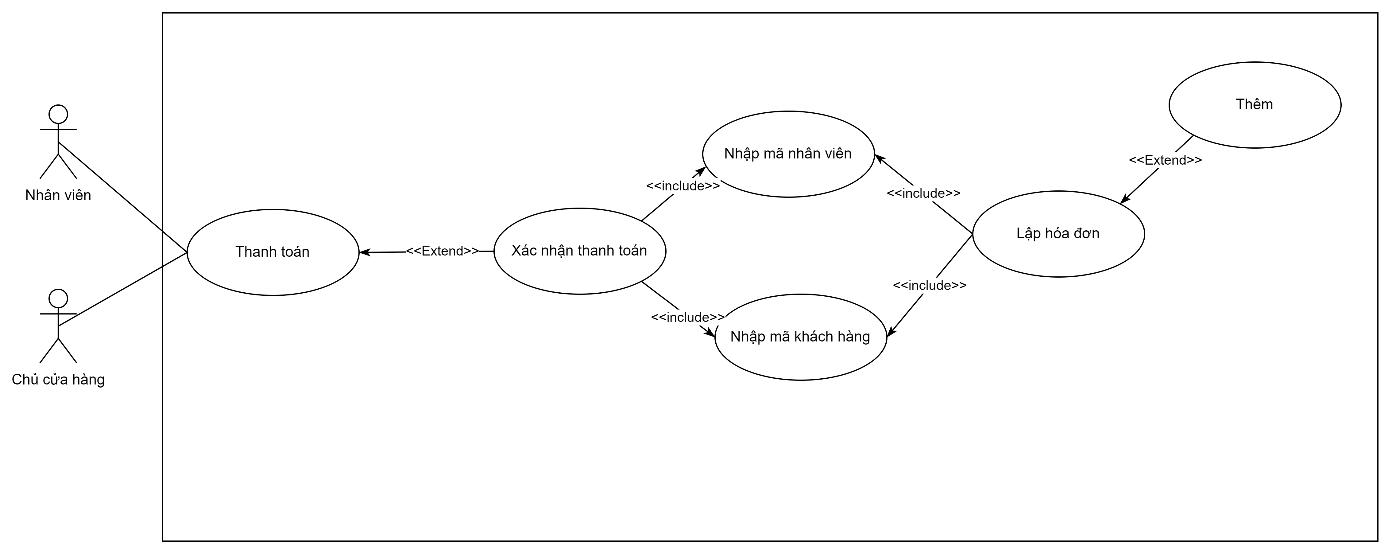 Thêm
Nhập mã nhân viên
<<Extend>>
<<include>>
<<include>>
Nhân viên
Thanh toán
<<Extend>>
Xác nhận thanh toán
Lập hóa đơn
<<include>>
<<include>>
Nhập mã khách hàng
Chủ cửa hàng